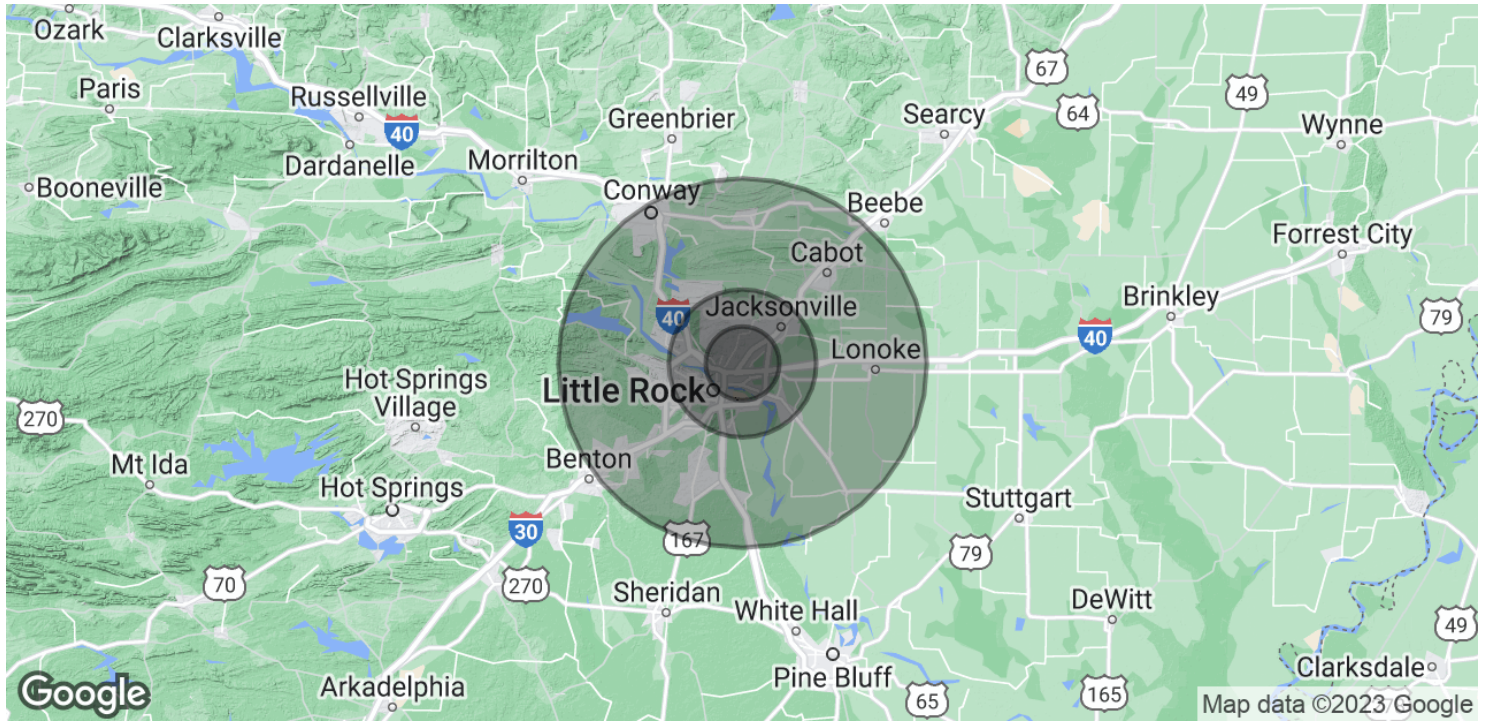 Ozark
Clarksville
67
Paris
Russellville
49
64
40
Greenbrier
Searcy
Wynne
Dardanelle
Morrilton
Booneville
Conway
Beebe
Forrest City
Cabot
Brinkley
Jacksonville
40
79
40
Lonoke
Hot Springs
Village
Little Rock
270
Benton
Mt Ida
Hot Springs
Stuttgart
30
167
79
70
270
Sheridan
White Hall
DeWitt
49
Clarksdale
Pine Bluff
Arkadelphia
65
165
Google
Map data ©2023 Google